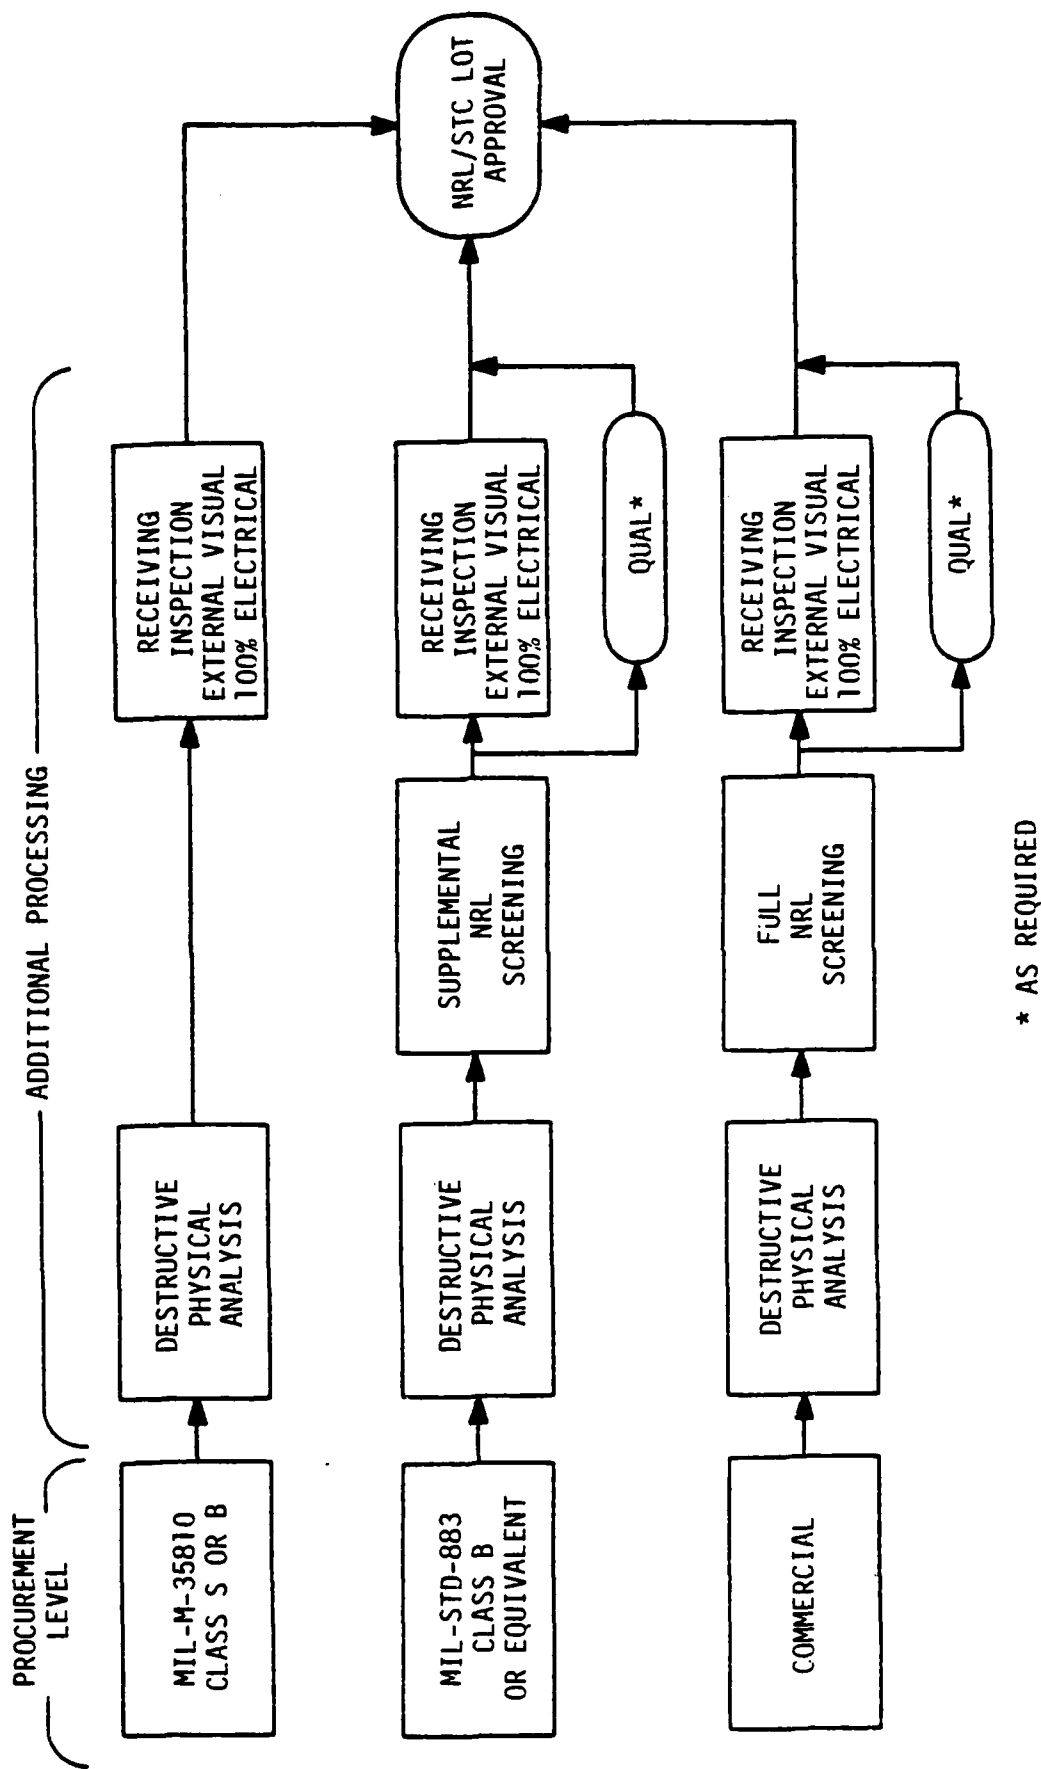 PROCUREMENT
LEVEL
ADDITIONAL PROCESSING
MIL-M-35810
CLASS S OR B
DESTRUCTIVE
PHYSICAL
ANALYSIS
RECEIVING
INSPECTION
EXTERNAL VISUAL
100% ELECTRICAL
NRL/STC LOT
APPROVAL
MIL-STD-883
CLASS B
OR EQUIVALENT
DESTRUCTIVE
PHYSICAL
ANALYSIS
SUPPLEMENTAL
NRL
SCREENING
RECEIVING
INSPECTION
EXTERNAL VISUAL
100% ELECTRICAL
QUAL*
COMMERCIAL
DESTRUCTIVE
PHYSICAL
ANALYSIS
FULL
NRL
SCREENING
RECEIVING
INSPECTION
EXTERNAL VISUAL
100% ELECTRICAL
QUAL*
* AS REQUIRED